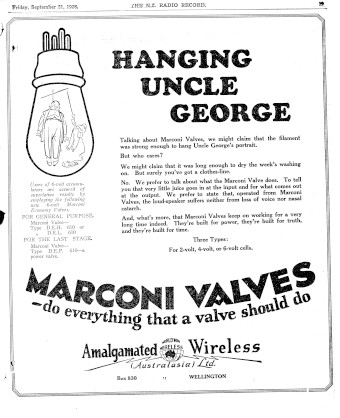 Friday, September 21, 1928.
THE N.Z. RADIO RECORD.
HANGING
UNCLE
GEORGE
Talking about Marconi Valves, we might claim that the filament
was strong enough to hang Uncle George's portrait.
But who cares?
We might claim that it was long enough to dry the week's washing
on. But surely you've got a clothes-line.
No. We prefer to talk about what the Marconi Valve does. To tell
you that very little juice goes in at the input end for what comes out
at the output. We prefer to state that, operated from Marconi
Valves, the loud-speaker suffers neither from loss of voice nor nasal
catarrh.
And, what's more, that Marconi Valves keep on working for a very
long time indeed. They're built for power, they're built for truth,
and they're built for time.
Three Types:
For 2-volt, 4-volt, or 6-volt cells.
Users of 6-volt accumu-
lators are assured of
superlative results by
employing the following
new 6-volt Marconi
Economy Valves.
FOR GENERAL PURPOSE.
Marconi Valve—
Type D.E.H. 610 or
D.E.L. 610
FOR THE LAST STAGE.
Marconi Valve—
Type D.E.P. 610—a
power valve.
MARCONI VALVES
-do everything that a valve should do
Amalgamated Wireless
(Australasia) Ltd.
Box 830
WELLINGTON